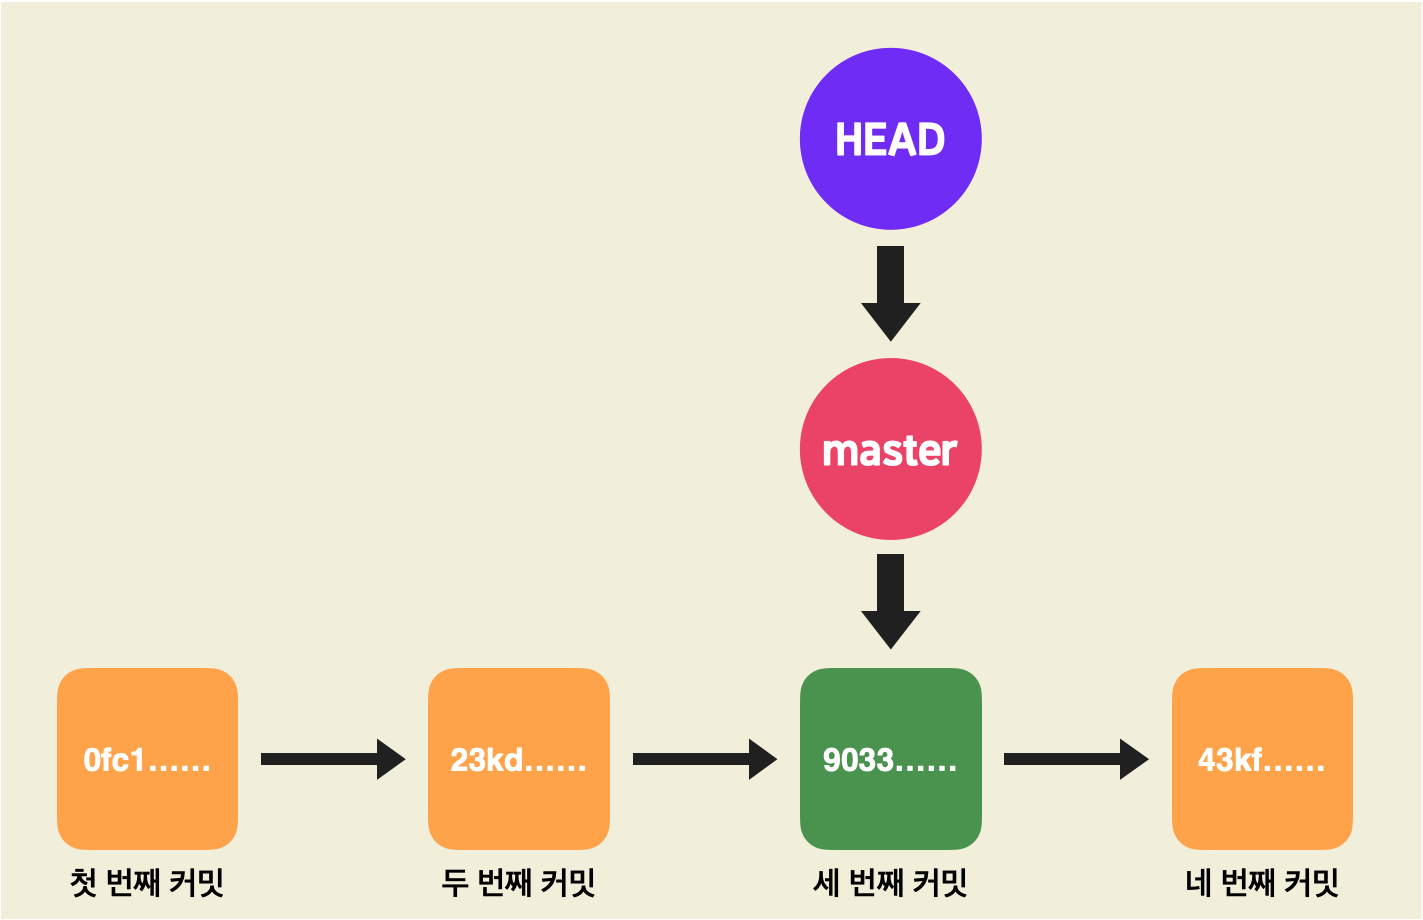 HEAD
master
0fc1......
23kd......
9033......
43kf......
첫 번째 커밋
두 번째 커밋
세 번째 커밋
네 번째 커밋